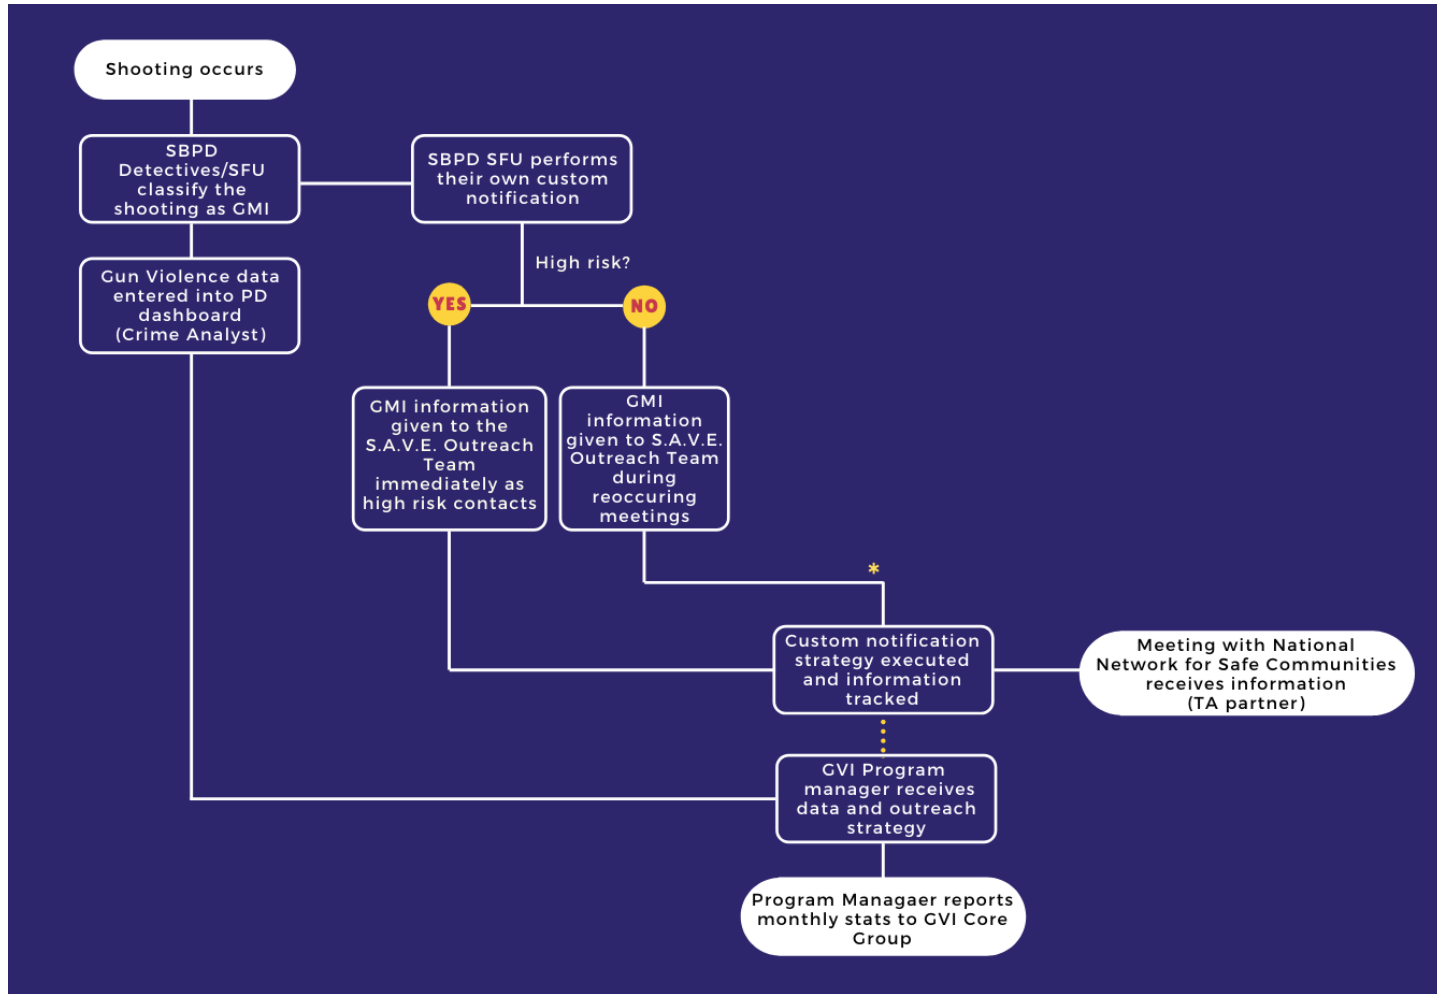 Shooting occurs
SBPD
Detectives/SFU
classify the
shooting as GMI
SBPD SFU performs
their own custom
notification
High risk?
Gun Violence data
entered into PD
dashboard
(Crime Analyst)
YES
NO
GMI information
given to the
S.A.V.E. Outreach
Team
immediately as
high risk contacts
GMI
information
given to S.A.V.E.
Outreach Team
during
reoccuring
meetings
*
Custom notification
strategy executed
and information
tracked
Meeting with National
Network for Safe Communities
receives information
(TA partner)
GVI Program
manager receives
data and outreach
strategy
Program Managaer reports
monthly stats to GVI Core
Group